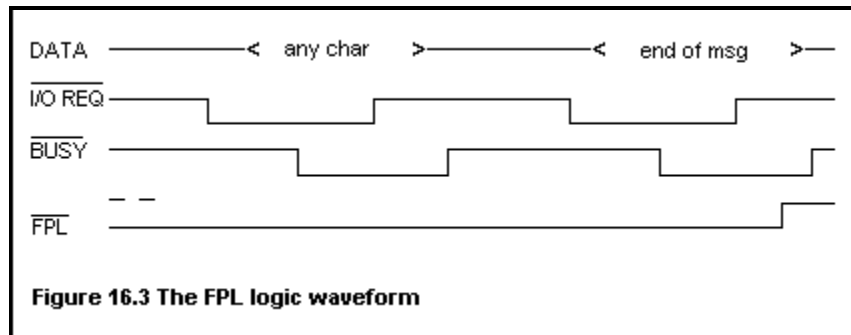 DATA < any char > < end of msg >
I/O REQ
BUSY
FPL
Figure 16.3 The FPL logic waveform